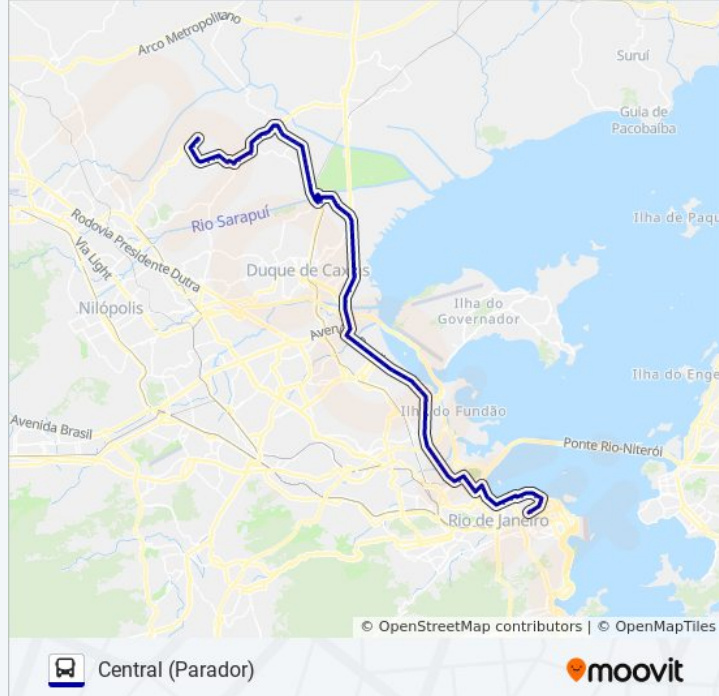 Arco Metropolitano
Suruí
Guia de
Pacobaíba
Rio Sarapuí
Ilha de Paqu
Rodovia Presidente Dutra
Via Light
Duque de Caxias
Nilópolis
Ilha do
Governador
Aven
Ilha do Enge
Ilha do Fundão
Avenida Brasil
Ponte Rio-Niterói
Rio de Janeiro
© OpenStreetMap contributors | © OpenMapTiles
Central (Parador)
moovit